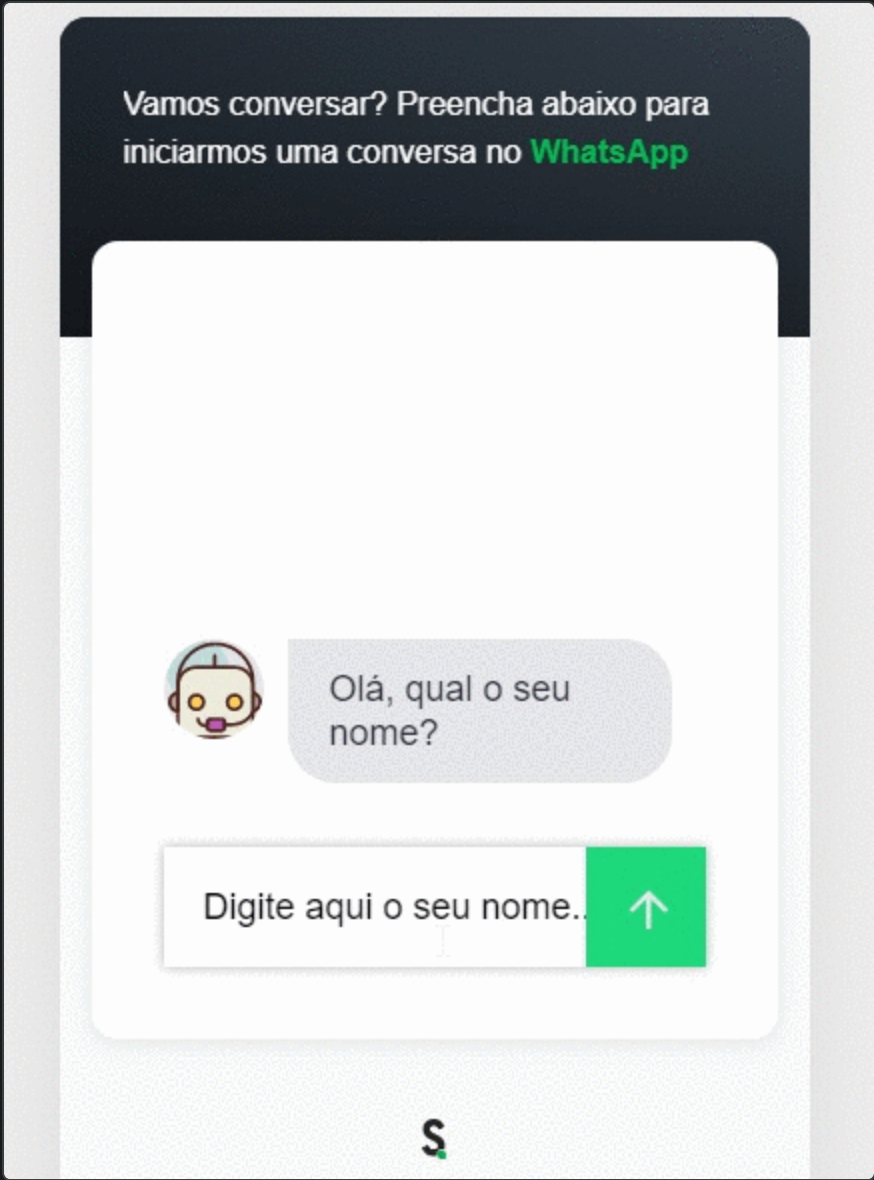 Vamos conversar? Preencha abaixo para
iniciarmos uma conversa no WhatsApp
Olá, qual o seu
nome?
Digite aqui o seu nome..
S